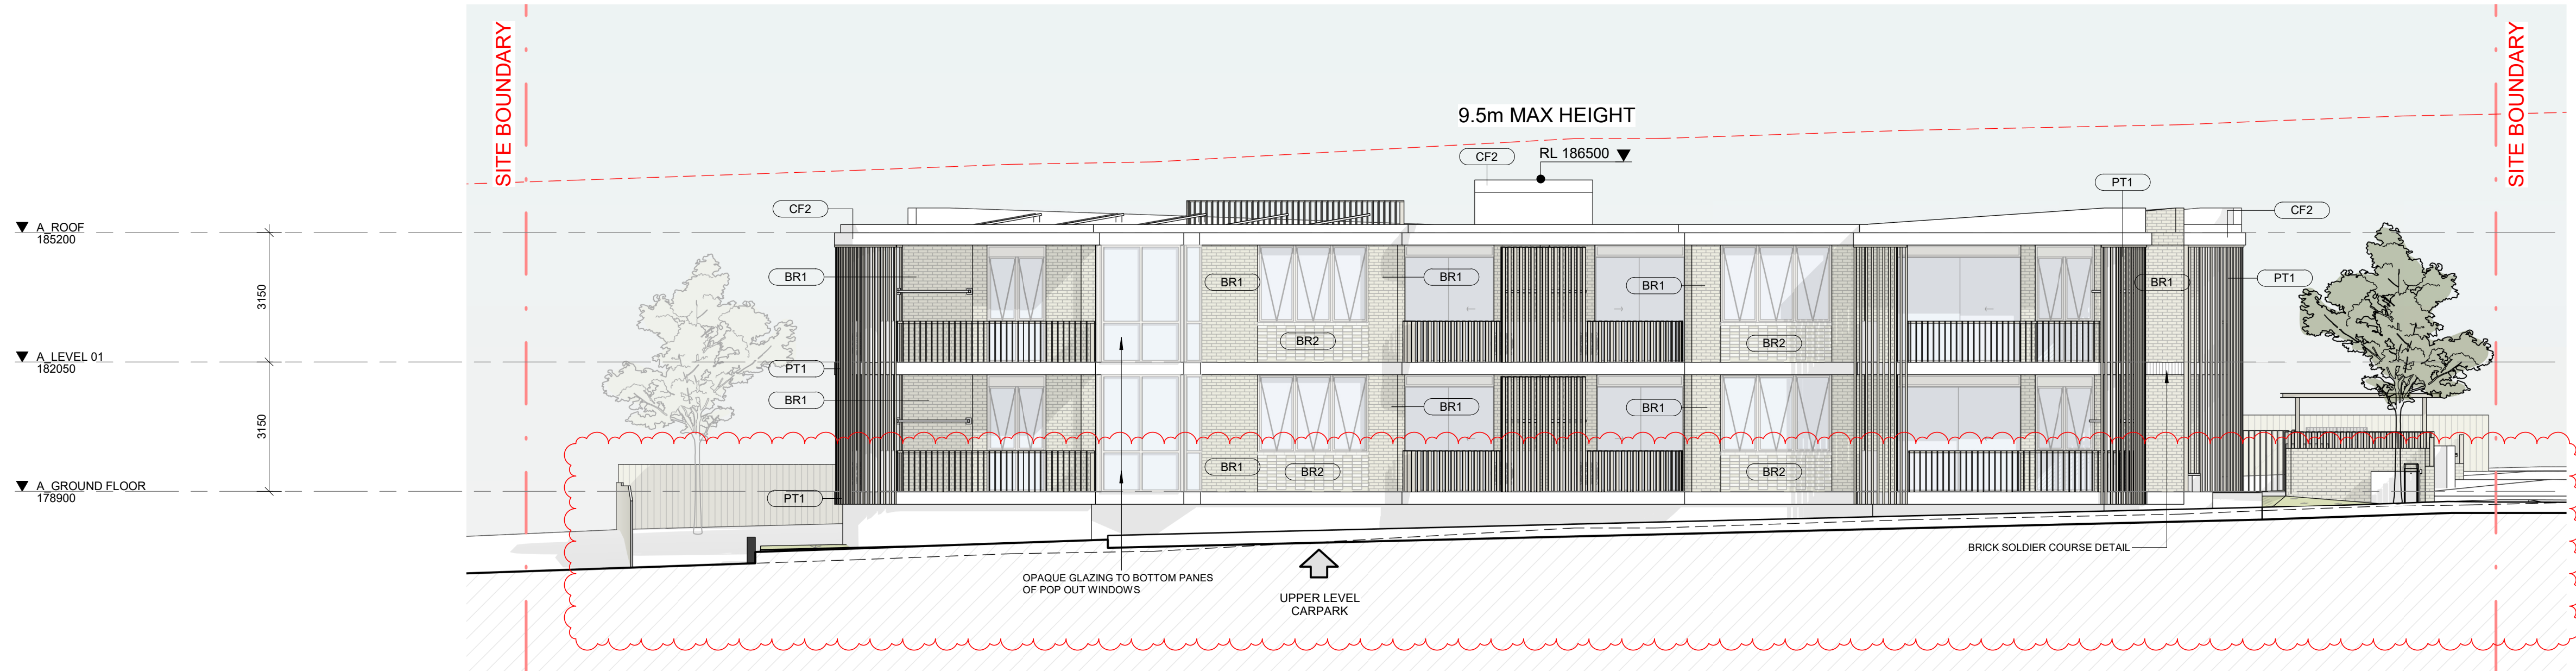 SITE BOUNDARY
SITE BOUNDARY
9.5m MAX HEIGHT
CF2
RL 186500
PT1
CF2
CF2
A_ROOF
185200
BR1
BR1
BR1
BR1
BR1
PT1
3150
BR2
BR2
A_LEVEL 01
182050
PT1
BR1
BR1
BR1
3150
BR1
BR2
BR2
A_GROUND FLOOR
178900
PT1
BRICK SOLDIER COURSE DETAIL
OPAQUE GLAZING TO BOTTOM PANES
OF POP OUT WINDOWS
UPPER LEVEL
CARPARK